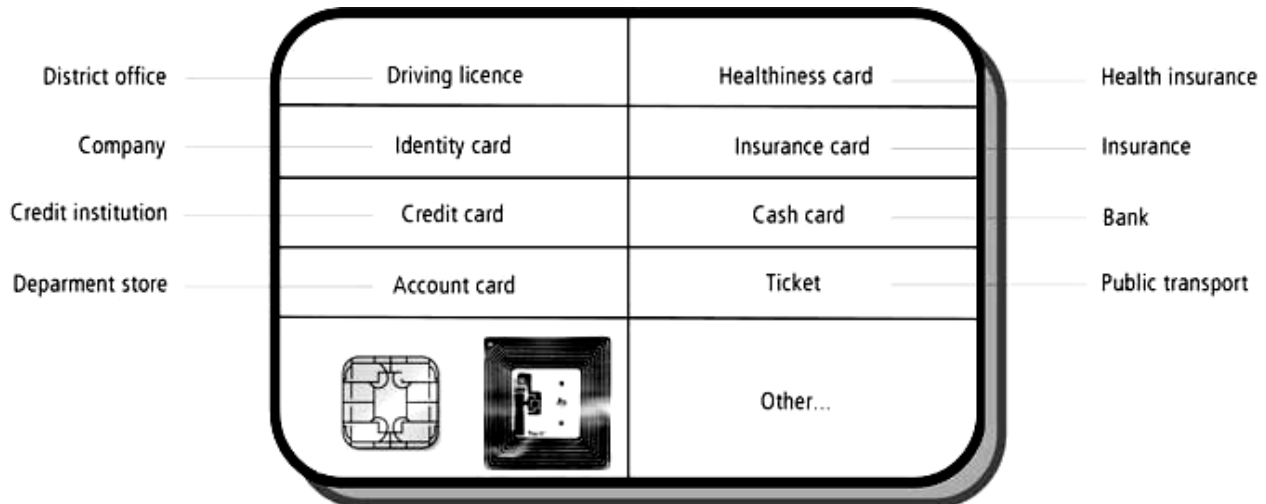 District office Driving licence Healthiness card Health insurance
Company Identity card Insurance card Insurance
Credit institution Credit card Cash card Bank
Deparment store Account card Ticket Public transport
Other...